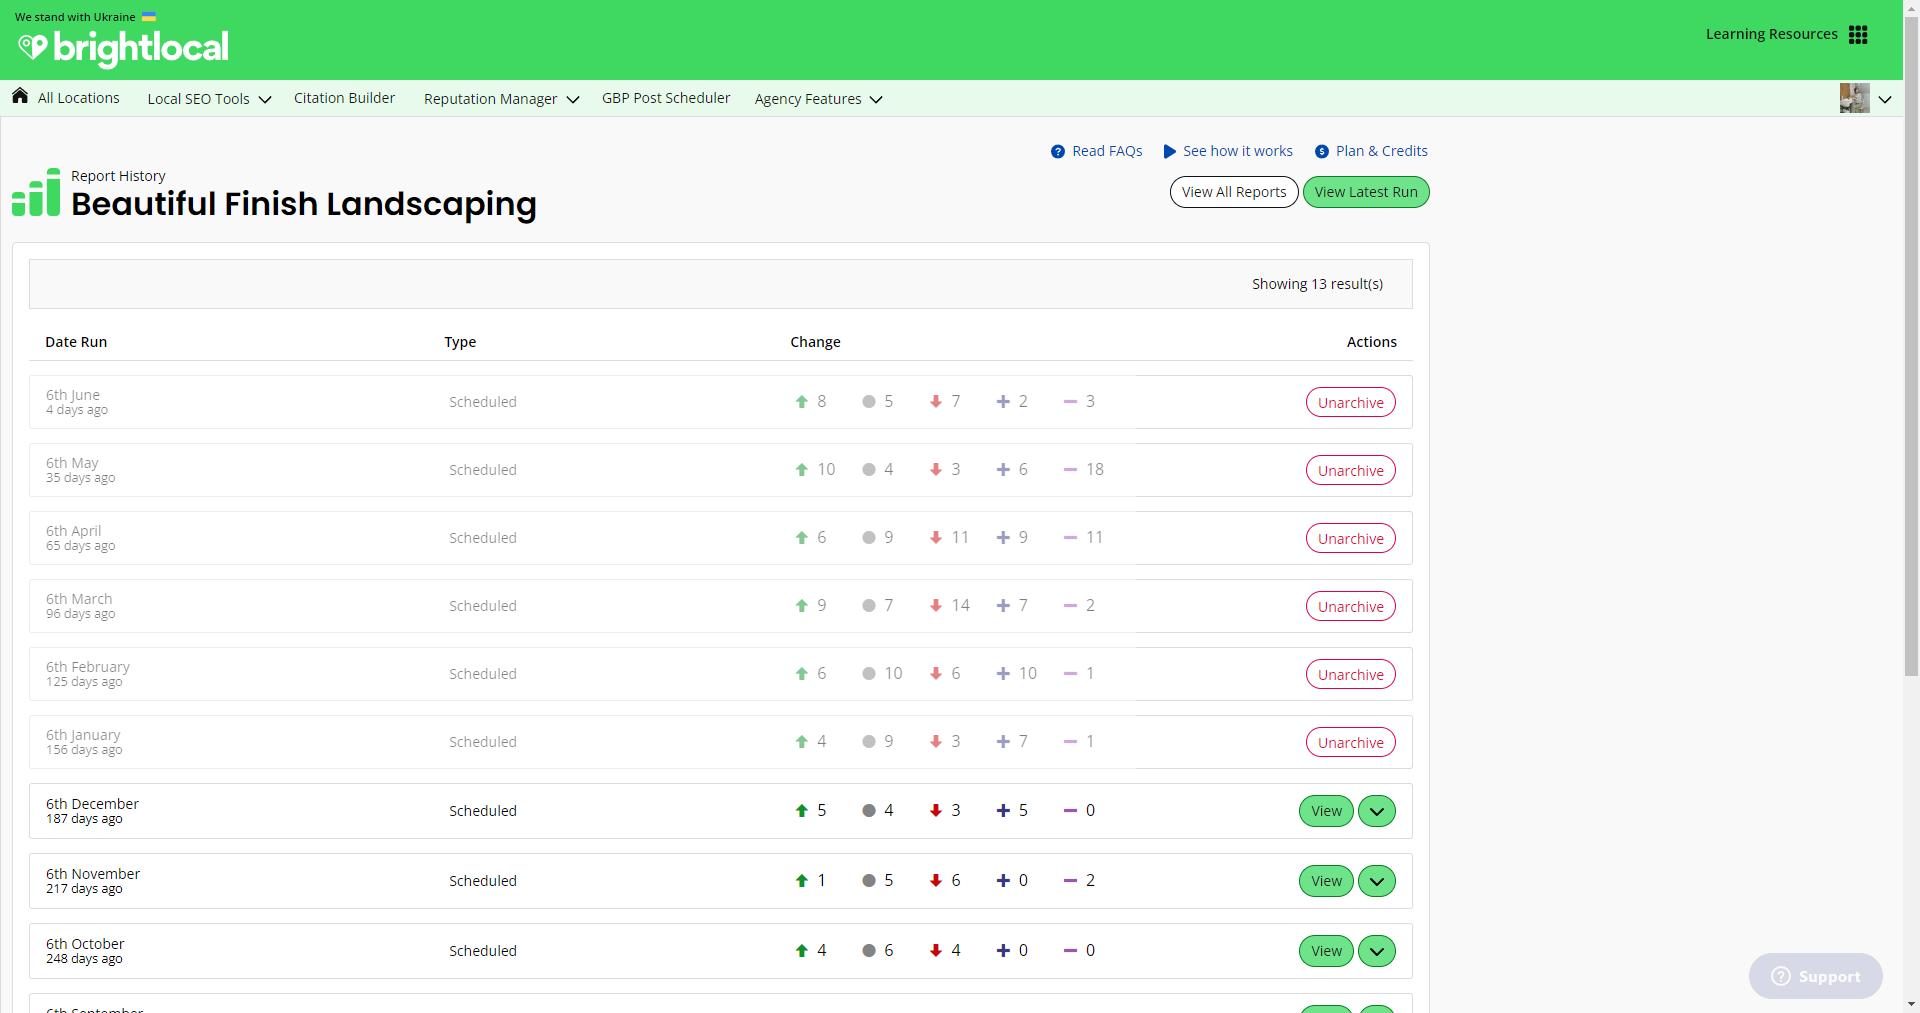 We stand with Ukraine
brightlocal
Learning Resources
All Locations Local SEO Tools Citation Builder Reputation Manager GBP Post Scheduler Agency Features
Read FAQs See how it works Plan & Credits
Report History
Beautiful Finish Landscaping
View All Reports View Latest Run
Showing 13 result(s)
Date Run Type Change Actions
6th June
4 days ago
Scheduled 8 5 7 2 3 Unarchive
6th May
35 days ago
Scheduled 10 4 3 6 18 Unarchive
6th April
65 days ago
Scheduled 6 9 11 9 11 Unarchive
6th March
96 days ago
Scheduled 9 7 14 7 2 Unarchive
6th February
125 days ago
Scheduled 6 10 6 10 1 Unarchive
6th January
156 days ago
Scheduled 4 9 3 7 1 Unarchive
6th December
187 days ago
Scheduled 5 4 3 5 0 View
6th November
217 days ago
Scheduled 1 5 6 0 2 View
6th October
248 days ago
Scheduled 4 6 4 0 0 View
Support
6th September